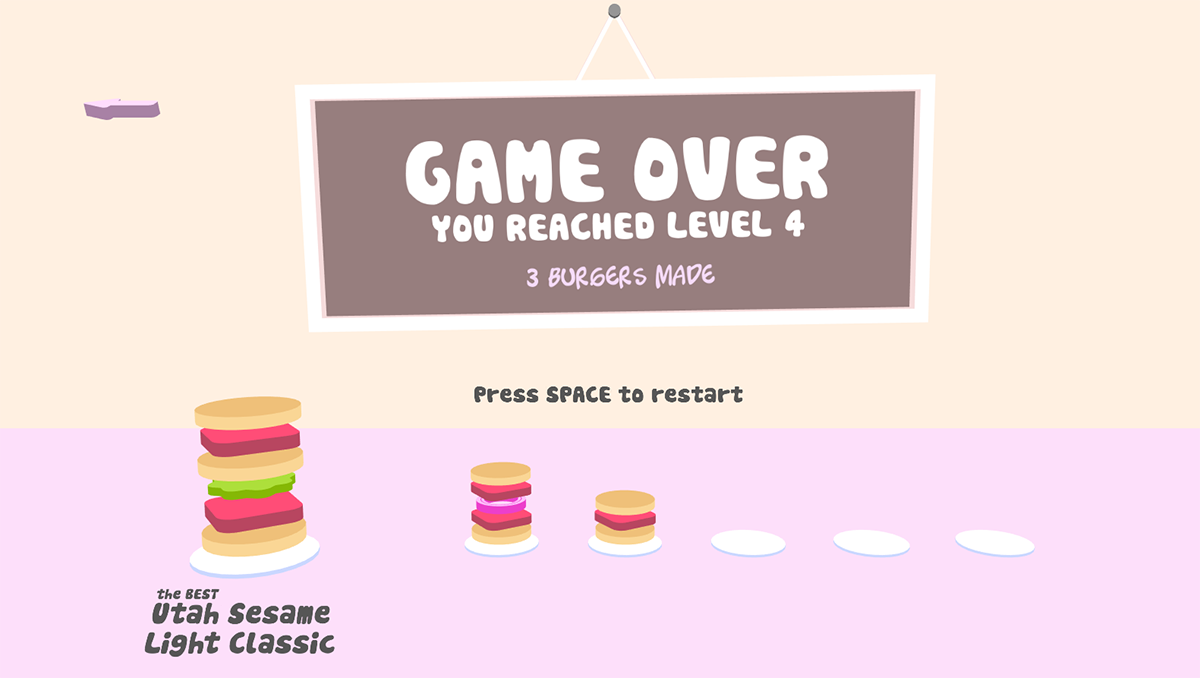 GAME OVER
YOU REACHED LEVEL 4
3 BURGERS MADE
Press SPACE to restart
the BEST
Utah Sesame
Light Classic